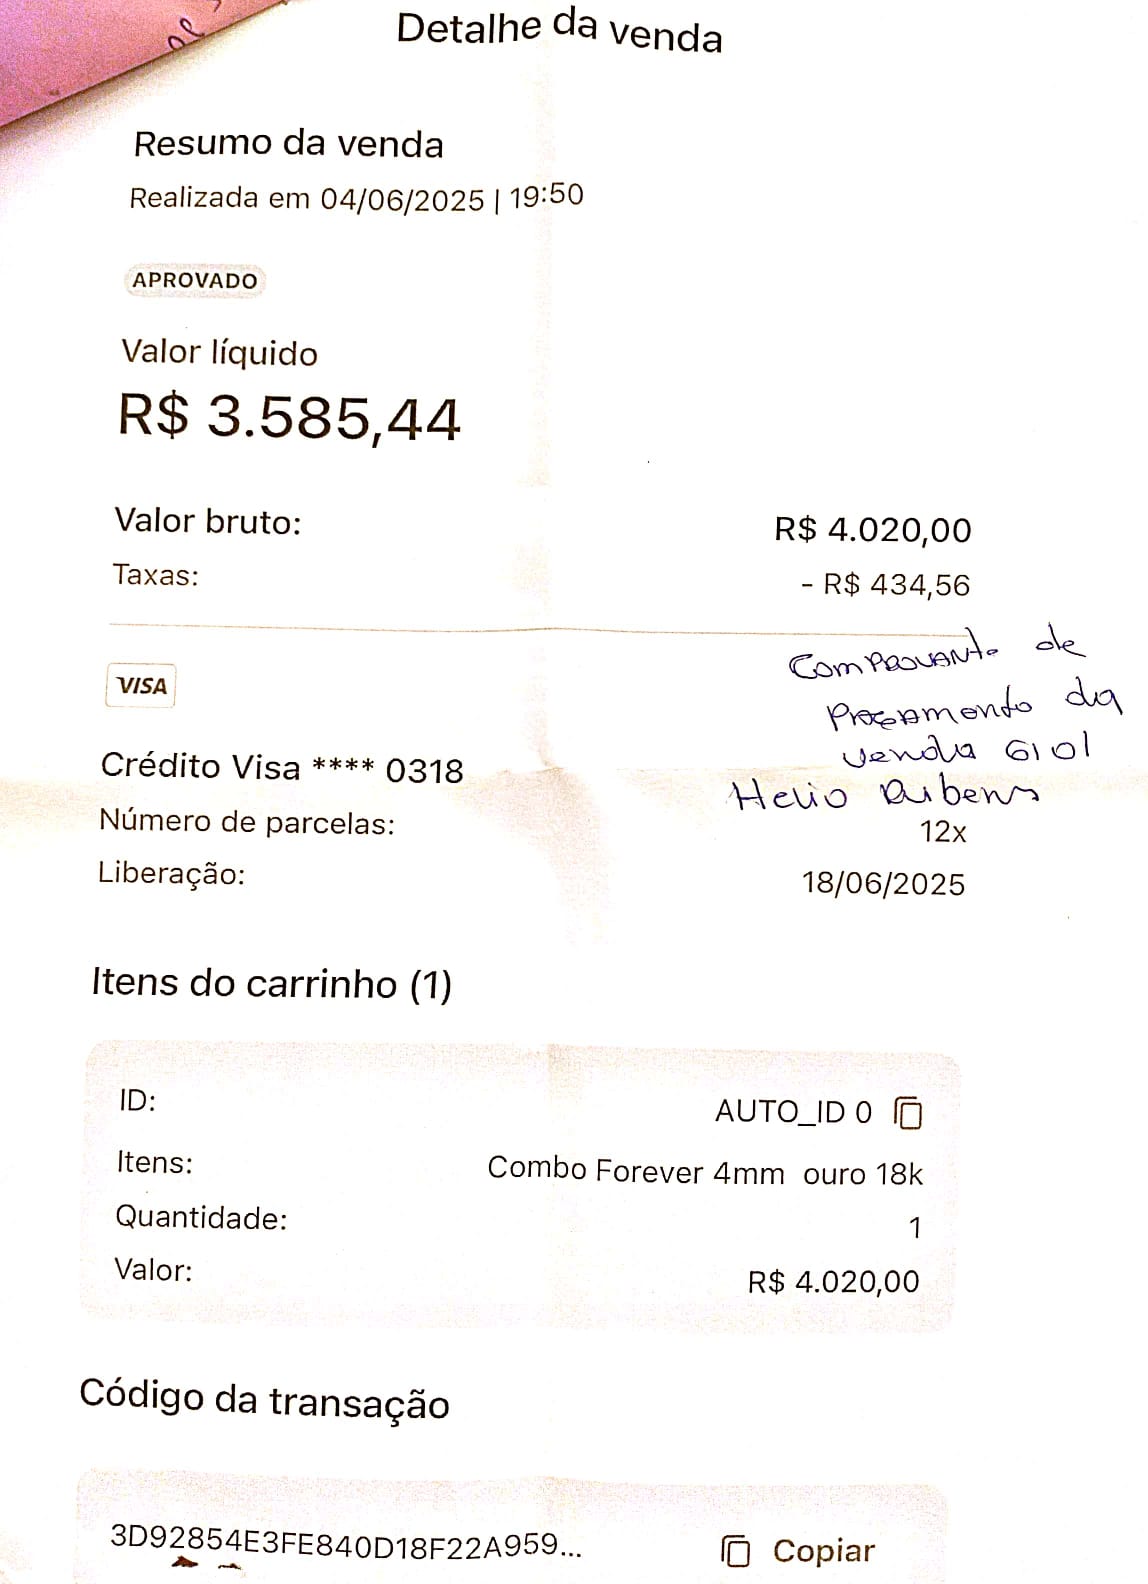 Detalhe da venda
Resumo da venda
Realizada em 04/06/2025 | 19:50
APROVADO
Valor líquido
R$ 3.585,44
Valor bruto: R$ 4.020,00
Taxas: - R$ 434,56
Comprovante de
Pagamento da
venda 6101
VISA
Helio Rubens
Crédito Visa **** 0318
Número de parcelas: 12x
Liberação: 18/06/2025
Itens do carrinho (1)
ID: AUTO_ID 0
Itens: Combo Forever 4mm ouro 18k
Quantidade: 1
Valor: R$ 4.020,00
Código da transação
3D92854E3FE840D18F22A959...
Copiar